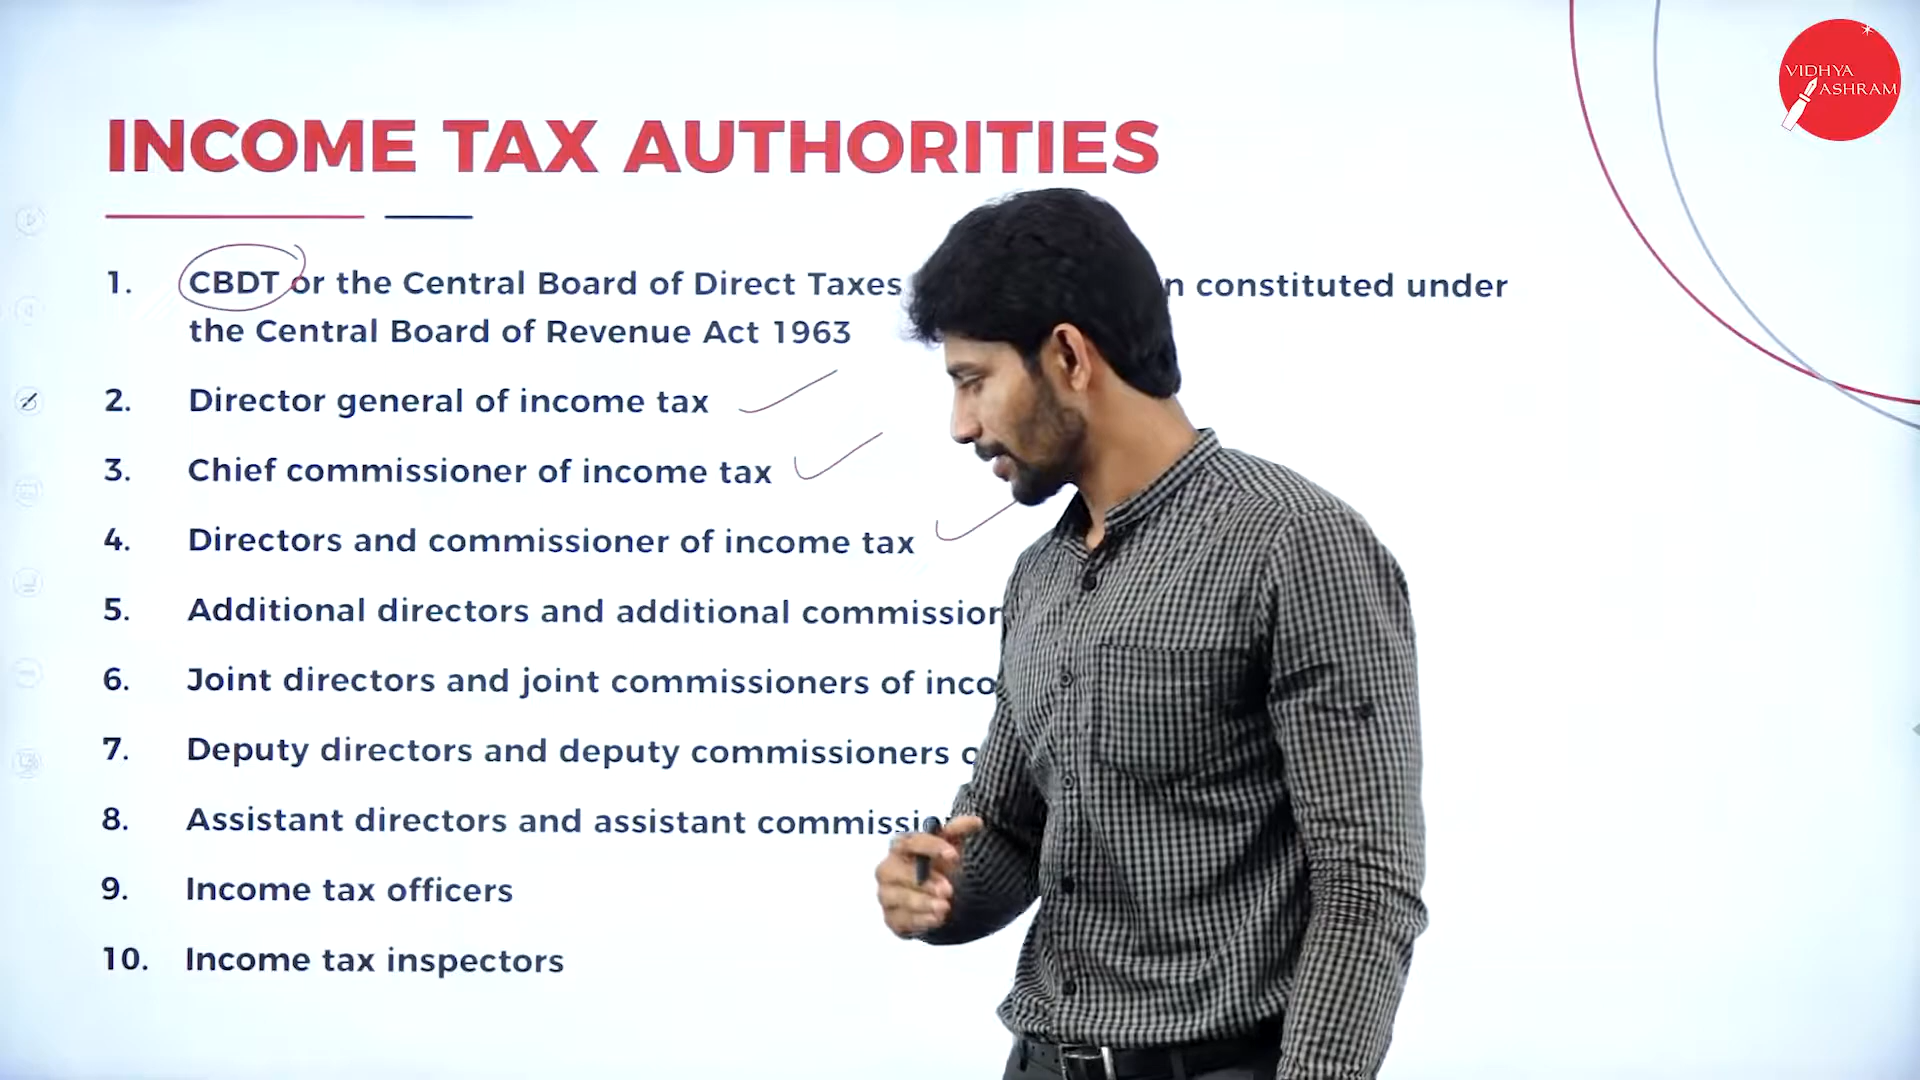 VIDHYA
ASHRAM
INCOME TAX AUTHORITIES
1. CBDT or the Central Board of Direct Taxes constituted under
the Central Board of Revenue Act 1963
2. Director general of income tax
3. Chief commissioner of income tax
4. Directors and commissioner of income tax
5. Additional directors and additional
6. Joint directors and joint commissioners of
7. Deputy directors and deputy commissioners
8. Assistant directors and assistant
9. Income tax officers
10. Income tax inspectors